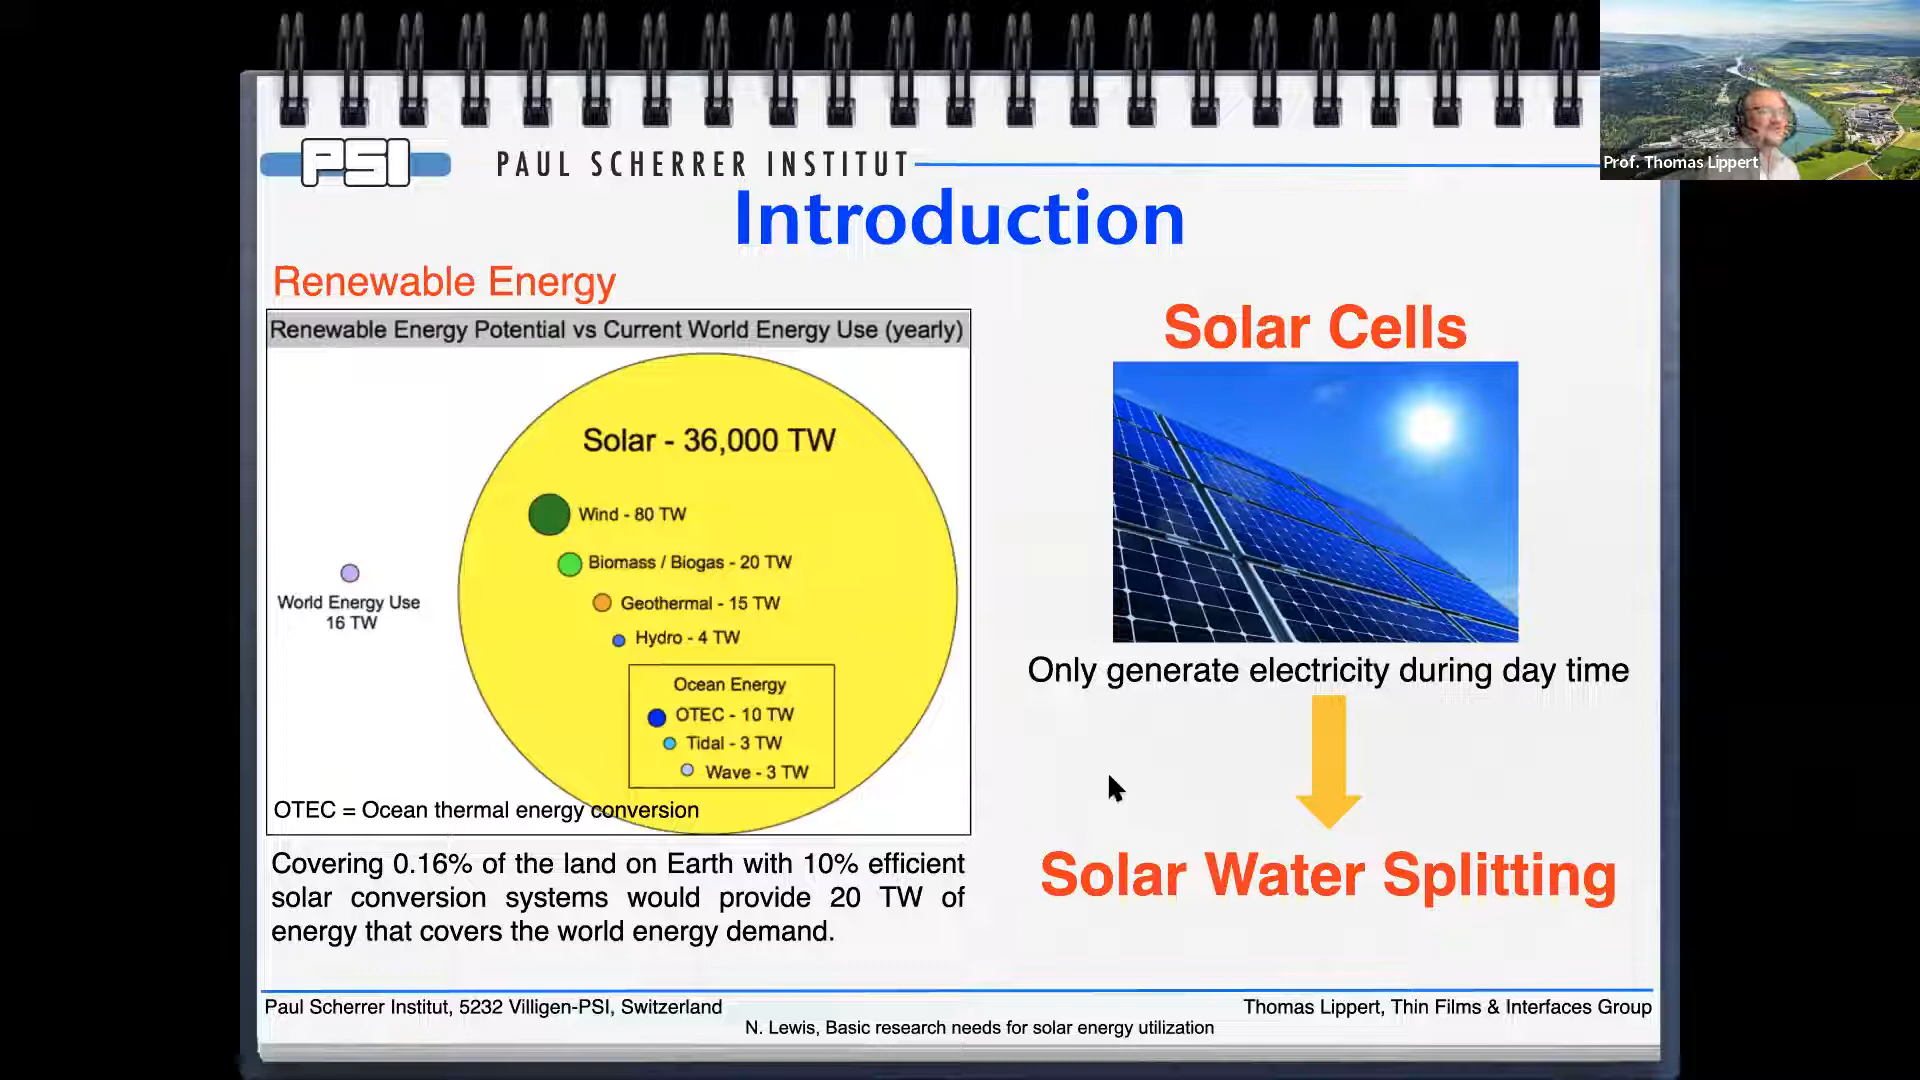 Prof. Thomas Lippert
PSI
PAUL SCHERRER INSTITUT
Introduction
Renewable Energy
Renewable Energy Potential vs Current World Energy Use (yearly)
Solar - 36,000 TW
Wind - 80 TW
Biomass / Biogas - 20 TW
Geothermal - 15 TW
Hydro - 4 TW
World Energy Use
16 TW
Ocean Energy
OTEC - 10 TW
Tidal - 3 TW
Wave - 3 TW
OTEC = Ocean thermal energy conversion
Covering 0.16% of the land on Earth with 10% efficient
solar conversion systems would provide 20 TW of
energy that covers the world energy demand.
Solar Cells
Only generate electricity during day time
Solar Water Splitting
Paul Scherrer Institut, 5232 Villigen-PSI, Switzerland
Thomas Lippert, Thin Films & Interfaces Group
N. Lewis, Basic research needs for solar energy utilization